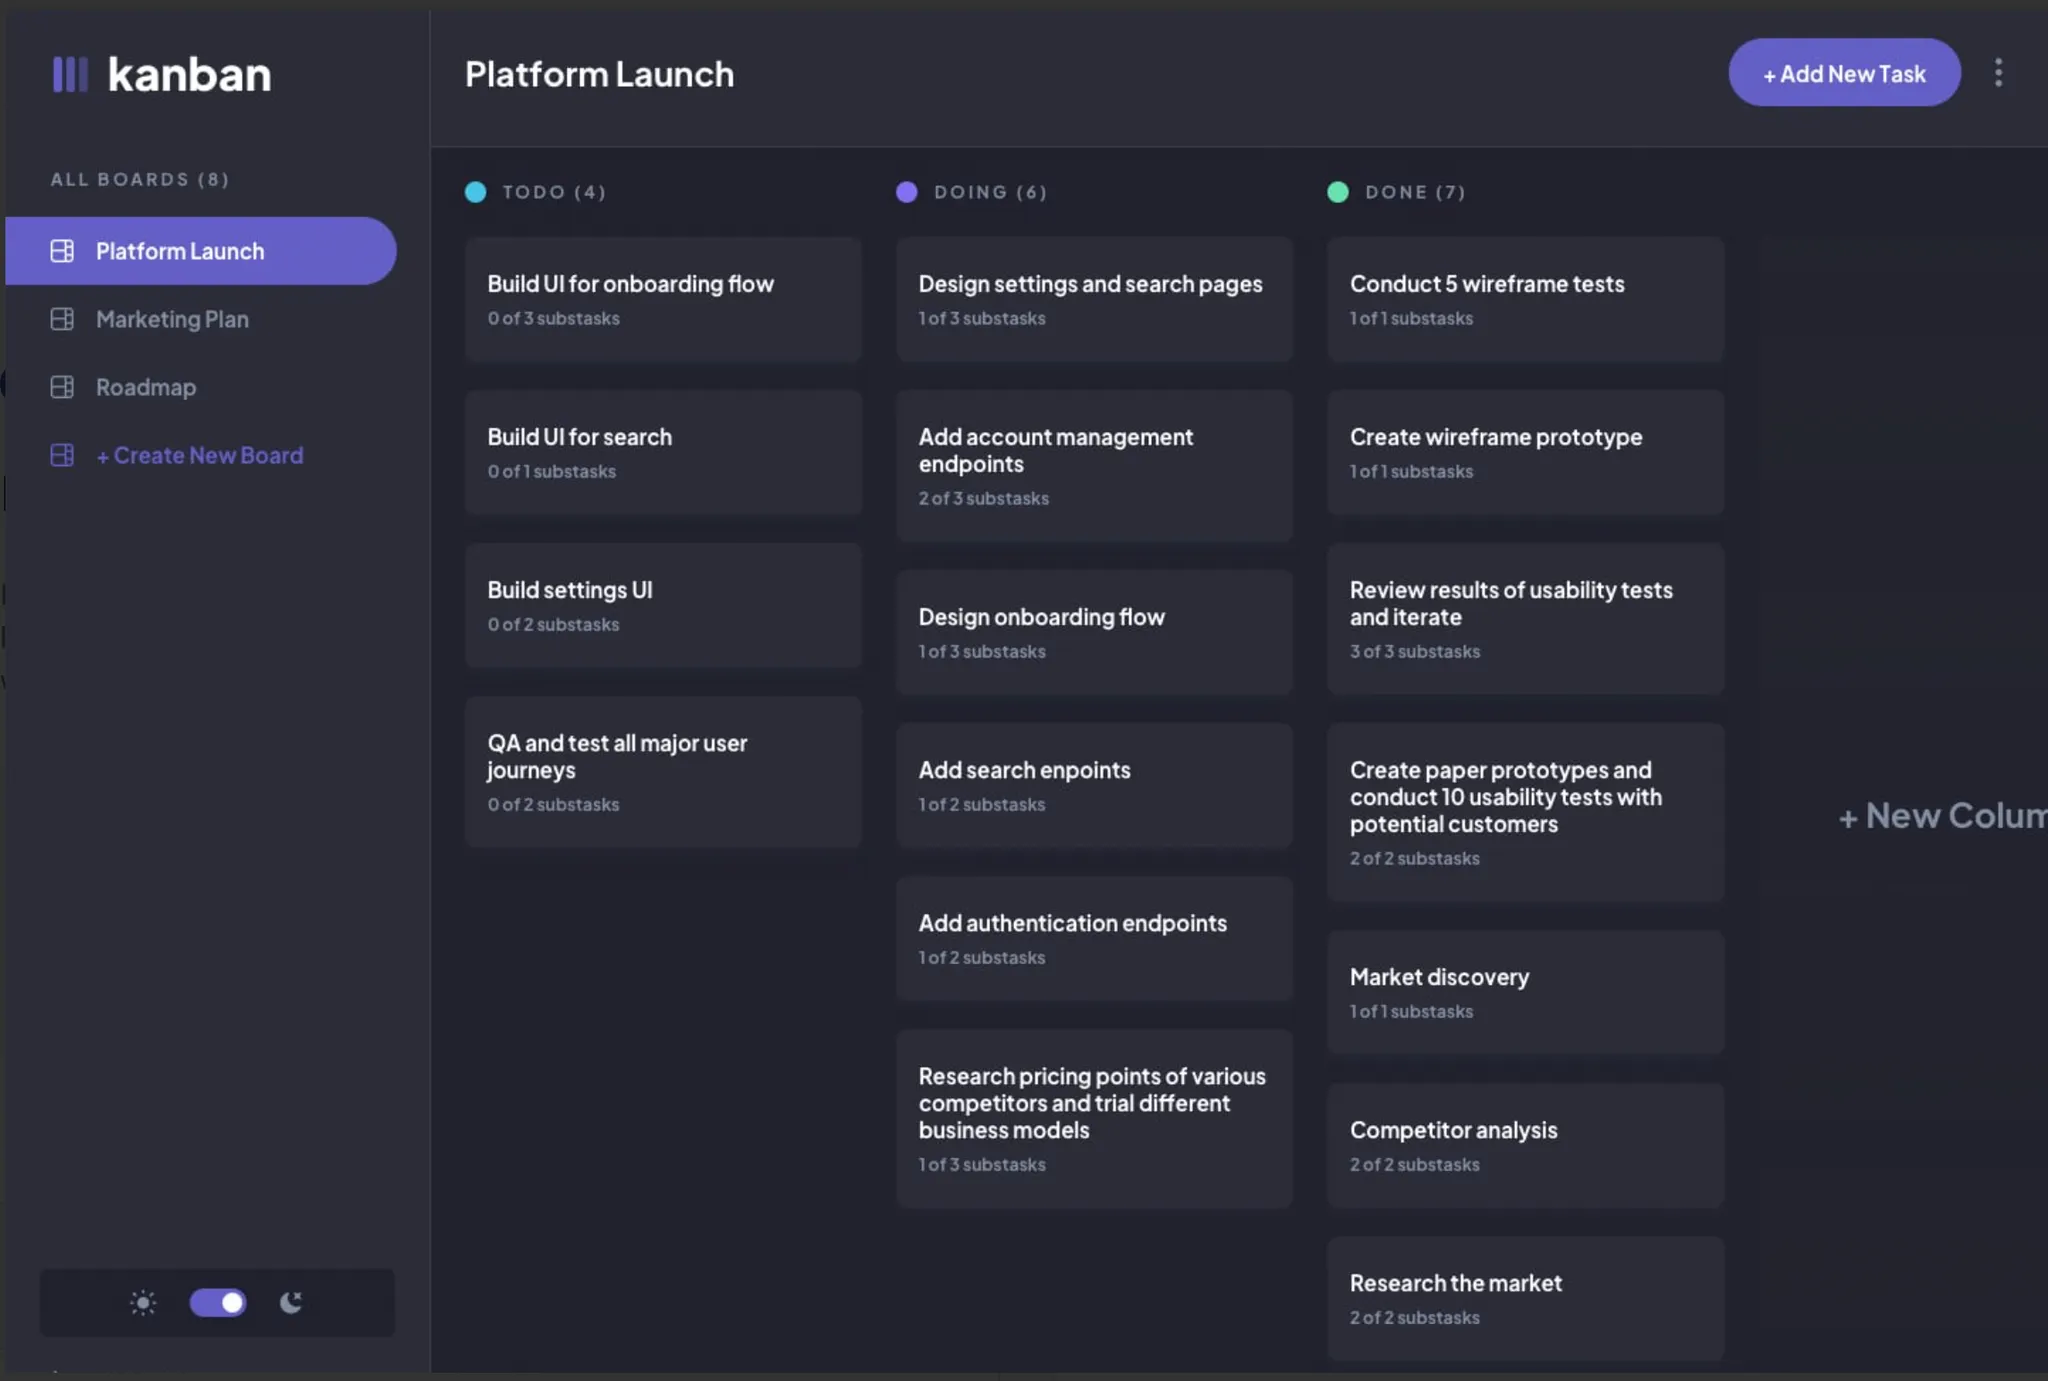 kanban
Platform Launch
+ Add New Task
ALL BOARDS (8)
Platform Launch
Marketing Plan
Roadmap
+ Create New Board
TODO (4)
Build UI for onboarding flow
0 of 3 substasks
Build UI for search
0 of 1 substasks
Build settings UI
0 of 2 substasks
QA and test all major user
journeys
0 of 2 substasks
DOING (6)
Design settings and search pages
1 of 3 substasks
Add account management
endpoints
2 of 3 substasks
Design onboarding flow
1 of 3 substasks
Add search enpoints
1 of 2 substasks
Add authentication endpoints
1 of 2 substasks
Research pricing points of various
competitors and trial different
business models
1 of 3 substasks
DONE (7)
Conduct 5 wireframe tests
1 of 1 substasks
Create wireframe prototype
1 of 1 substasks
Review results of usability tests
and iterate
3 of 3 substasks
Create paper prototypes and
conduct 10 usability tests with
potential customers
2 of 2 substasks
Market discovery
1 of 1 substasks
Competitor analysis
2 of 2 substasks
Research the market
2 of 2 substasks
+ New Colum